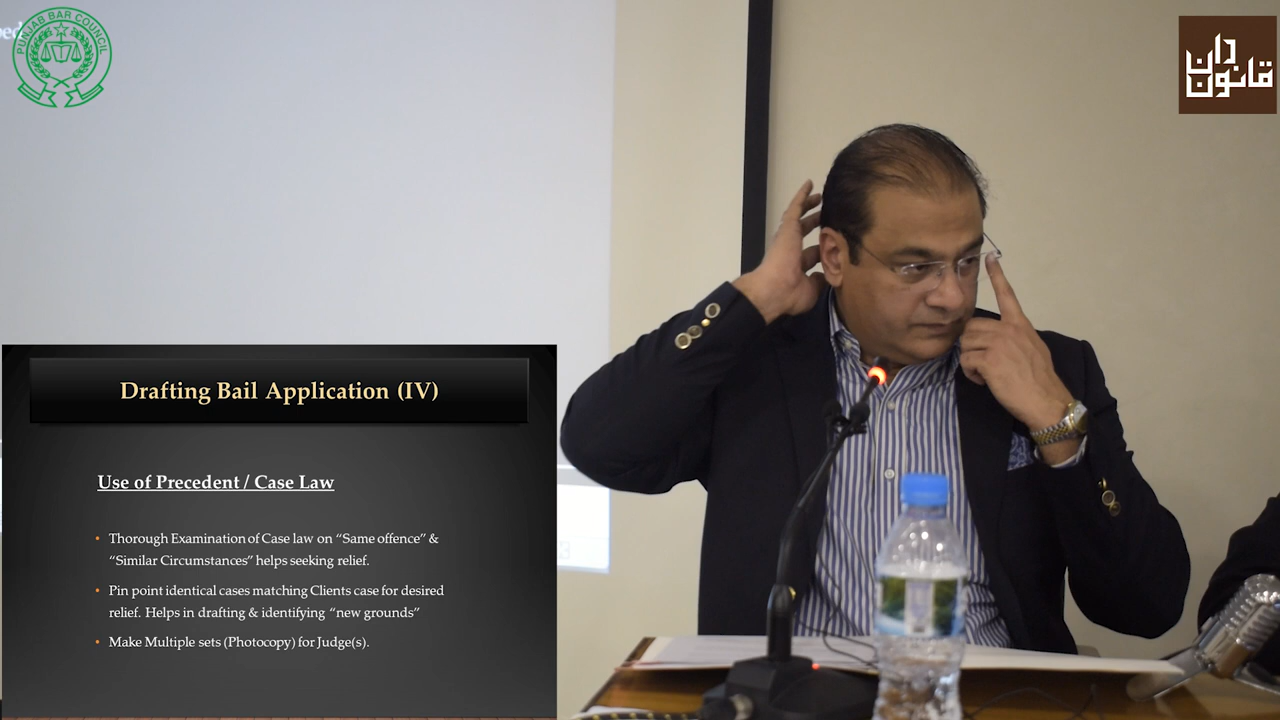 PUNJAB BAR COUNCIL
قانون دان
Drafting Bail Application (IV)
Use of Precedent / Case Law
• Thorough Examination of Case law on “Same offence” &
“Similar Circumstances” helps seeking relief.
• Pin point identical cases matching Clients case for desired
relief. Helps in drafting & identifying “new grounds”
• Make Multiple sets (Photocopy) for Judge(s).